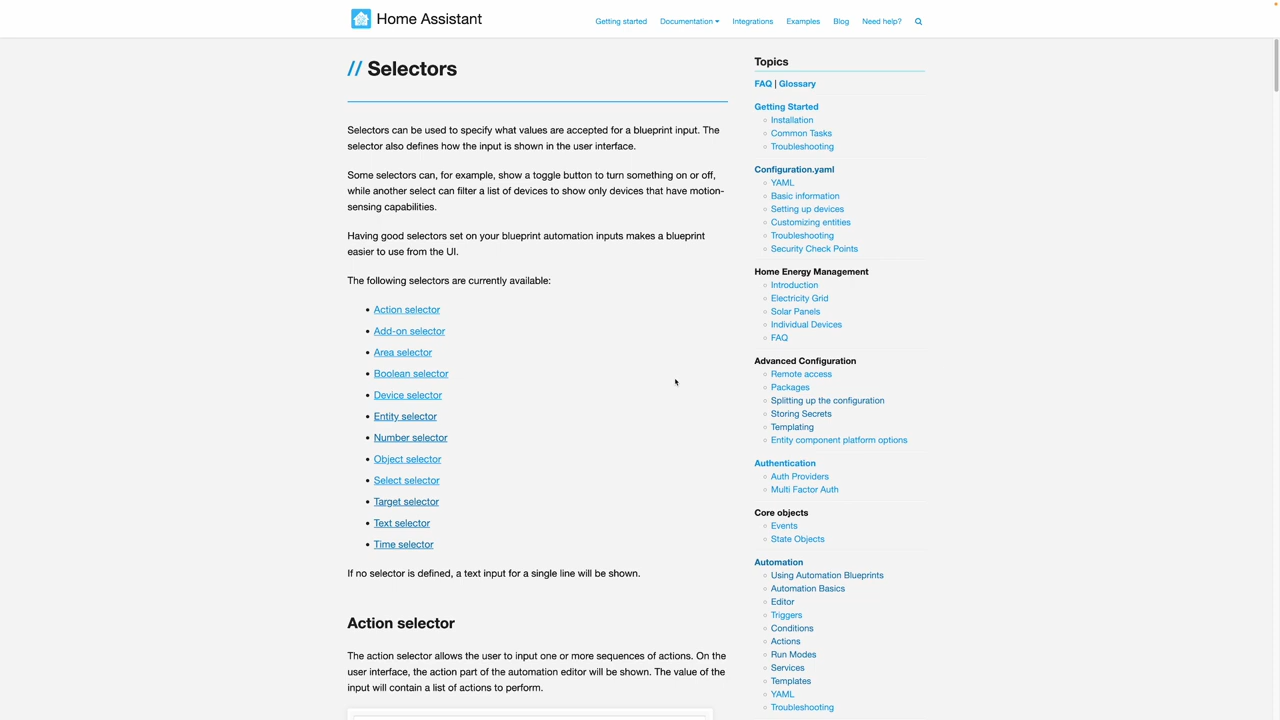 Home Assistant
Getting started
Documentation
Integrations
Examples
Blog
Need help?
// Selectors
Selectors can be used to specify what values are accepted for a blueprint input. The
selector also defines how the input is shown in the user interface.
Some selectors can, for example, show a toggle button to turn something on or off,
while another select can filter a list of devices to show only devices that have motion-
sensing capabilities.
Having good selectors set on your blueprint automation inputs makes a blueprint
easier to use from the UI.
The following selectors are currently available:
Action selector
Add-on selector
Area selector
Boolean selector
Device selector
Entity selector
Number selector
Object selector
Select selector
Target selector
Text selector
Time selector
If no selector is defined, a text input for a single line will be shown.
Action selector
The action selector allows the user to input one or more sequences of actions. On the
user interface, the action part of the automation editor will be shown. The value of the
input will contain a list of actions to perform.
Topics
FAQ | Glossary
Getting Started
Installation
Common Tasks
Troubleshooting
Configuration.yaml
YAML
Basic information
Setting up devices
Customizing entities
Troubleshooting
Security Check Points
Home Energy Management
Introduction
Electricity Grid
Solar Panels
Individual Devices
FAQ
Advanced Configuration
Remote access
Packages
Splitting up the configuration
Storing Secrets
Templating
Entity component platform options
Authentication
Auth Providers
Multi Factor Auth
Core objects
Events
State Objects
Automation
Using Automation Blueprints
Automation Basics
Editor
Triggers
Conditions
Actions
Run Modes
Services
Templates
YAML
Troubleshooting